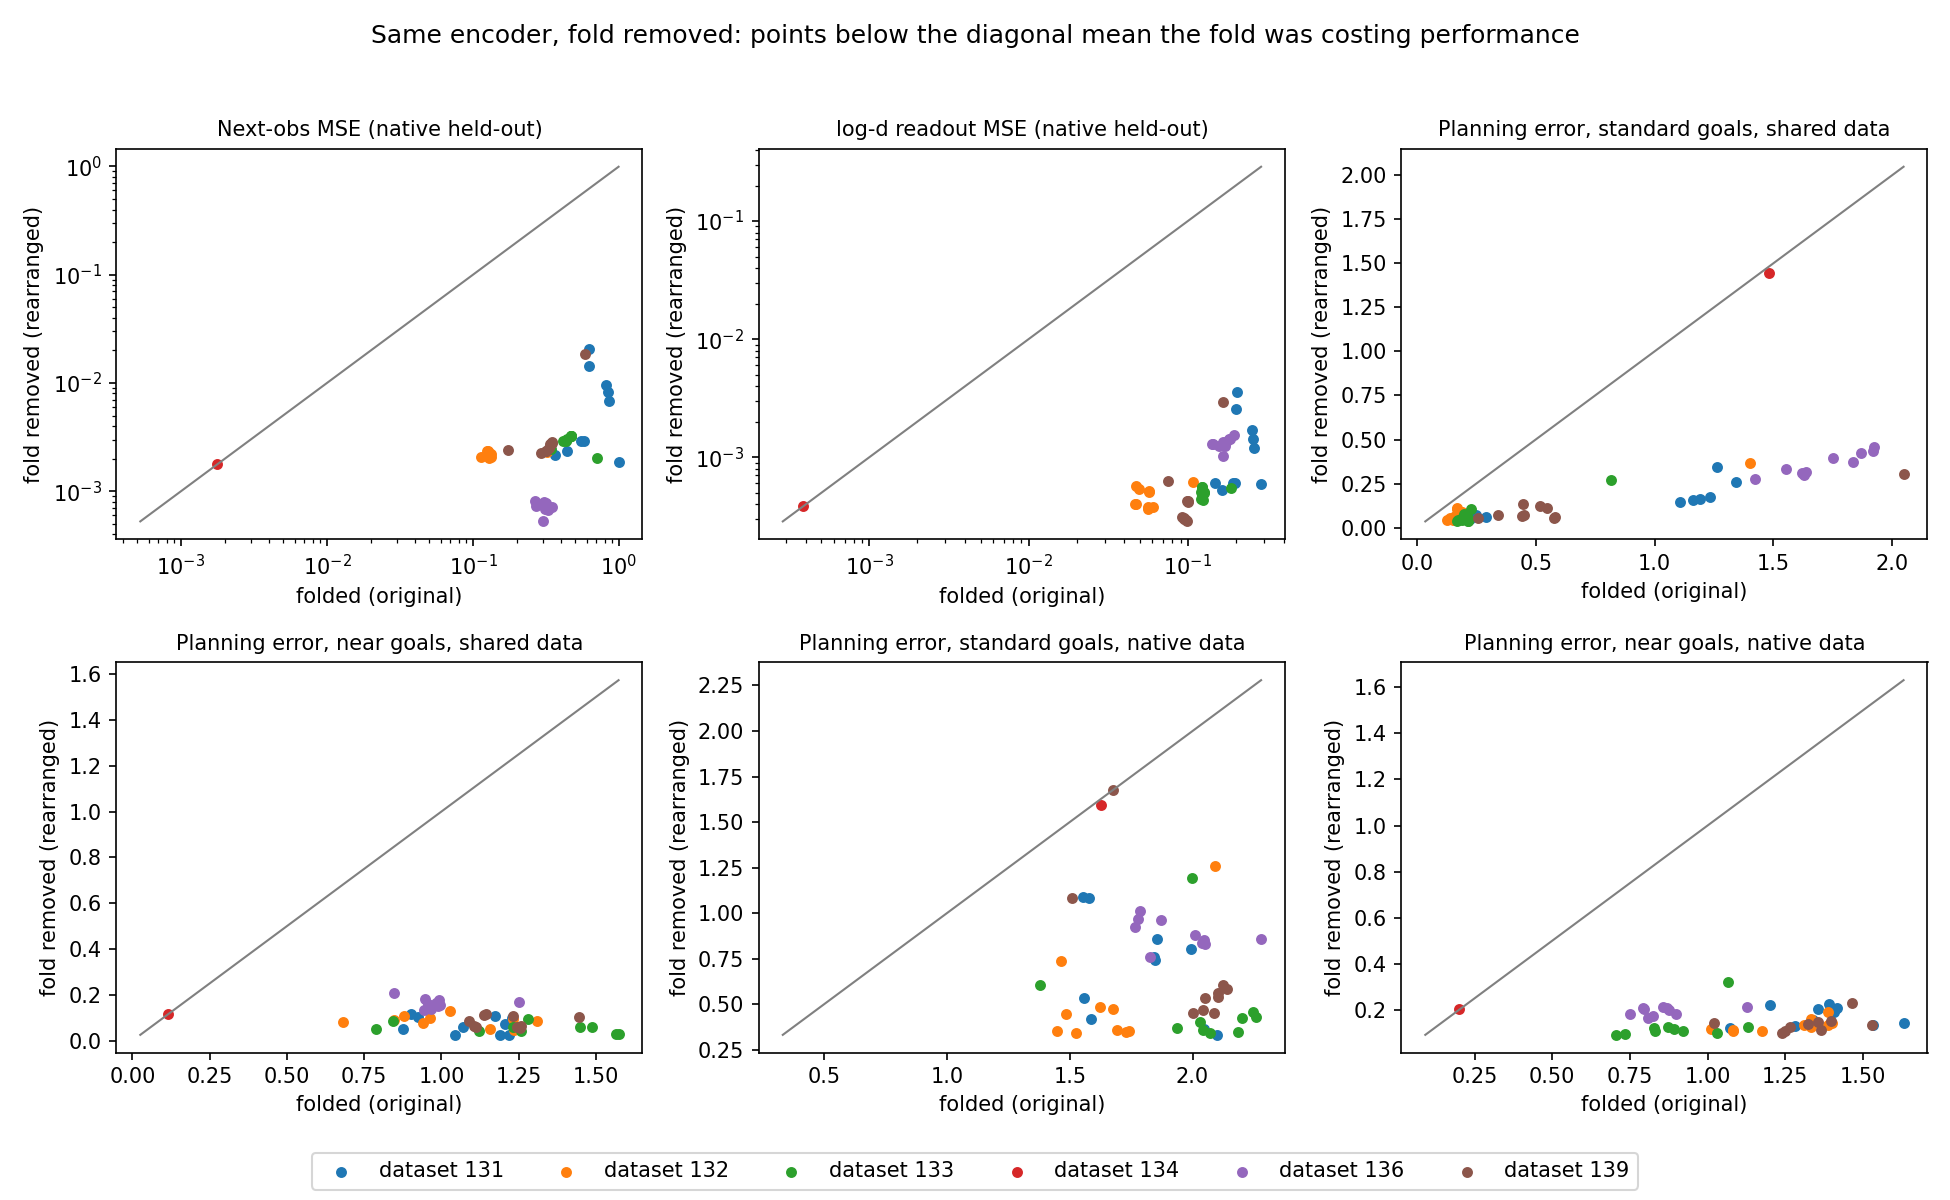 Same encoder, fold removed: points below the diagonal mean the fold was costing performance
Next-obs MSE (native held-out)
fold removed (rearranged)
10⁰
10⁻¹
10⁻²
10⁻³
10⁻³ 10⁻² 10⁻¹ 10⁰
folded (original)
log-d readout MSE (native held-out)
fold removed (rearranged)
10⁻¹
10⁻²
10⁻³
10⁻³ 10⁻² 10⁻¹
folded (original)
Planning error, standard goals, shared data
fold removed (rearranged)
2.00
1.75
1.50
1.25
1.00
0.75
0.50
0.25
0.00
0.0 0.5 1.0 1.5 2.0
folded (original)
Planning error, near goals, shared data
fold removed (rearranged)
1.6
1.4
1.2
1.0
0.8
0.6
0.4
0.2
0.0
0.00 0.25 0.50 0.75 1.00 1.25 1.50
folded (original)
Planning error, standard goals, native data
fold removed (rearranged)
2.25
2.00
1.75
1.50
1.25
1.00
0.75
0.50
0.25
0.5 1.0 1.5 2.0
folded (original)
Planning error, near goals, native data
fold removed (rearranged)
1.6
1.4
1.2
1.0
0.8
0.6
0.4
0.2
0.25 0.50 0.75 1.00 1.25 1.50
folded (original)
dataset 131 dataset 132 dataset 133 dataset 134 dataset 136 dataset 139